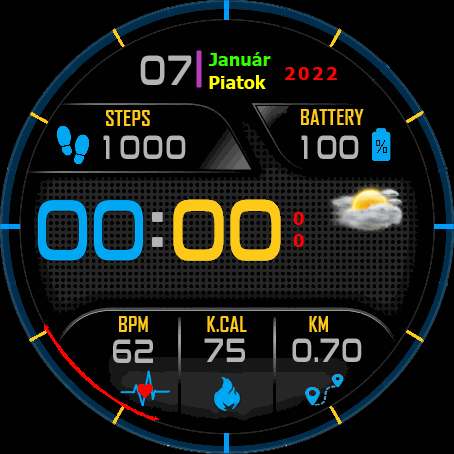 07 Január
Piatok
2022
STEPS
1000
BATTERY
100 %
00:00
0
0
BPM
62
K.CAL
75
KM
0.70